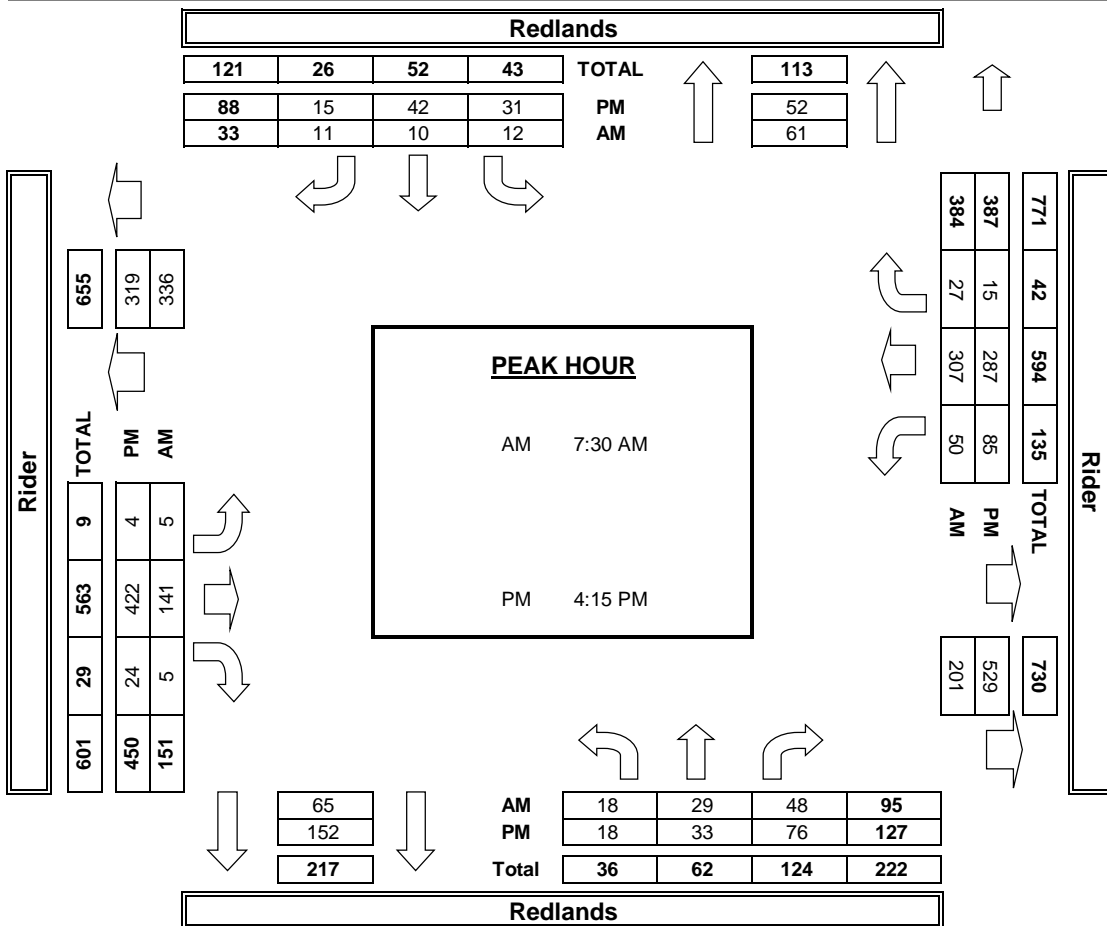 Redlands
121 26 52 43 TOTAL 113
88 15 42 31 PM 52
33 11 10 12 AM 61
Rider
655 319 336
TOTAL PM AM
9 4 5
563 422 141
29 24 5
601 450 151
PEAK HOUR
AM 7:30 AM
PM 4:15 PM
384 387 771
27 15 42
307 287 594
50 85 135
AM PM TOTAL
201 529 730
Rider
65 AM 18 29 48 95
152 PM 18 33 76 127
217 Total 36 62 124 222
Redlands